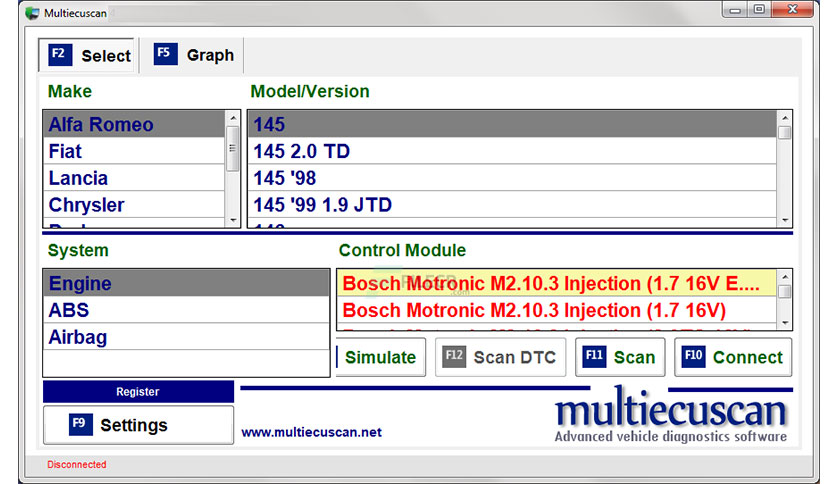 Multiecuscan
F2 Select F5 Graph
Make Model/Version
Alfa Romeo 145
Fiat 145 2.0 TD
Lancia 145 '98
Chrysler 145 '99 1.9 JTD
System Control Module
Engine Bosch Motronic M2.10.3 Injection (1.7 16V E....
ABS Bosch Motronic M2.10.3 Injection (1.7 16V)
Airbag
Simulate F12 Scan DTC F11 Scan F10 Connect
Register
F9 Settings
www.multiecuscan.net
multiecuscan
Advanced vehicle diagnostics software
Disconnected